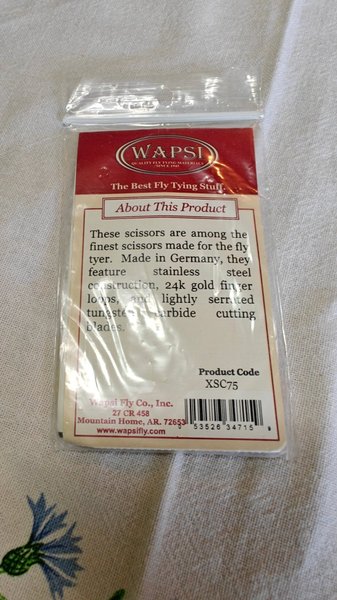 WAPSI
QUALITY FLY TYING MATERIALS
SINCE 1945
The Best Fly Tying Stuff.
About This Product
These scissors are among the
finest scissors made for the fly
tyer. Made in Germany, they
feature stainless steel
construction, 24k gold finger
loops, and lightly serrated
tungsten carbide cutting
blades.
Product Code
XSC75
Wapsi Fly Co., Inc.
27 CR 458
Mountain Home, AR. 72653
www.wapsifly.com
53526 34715 9